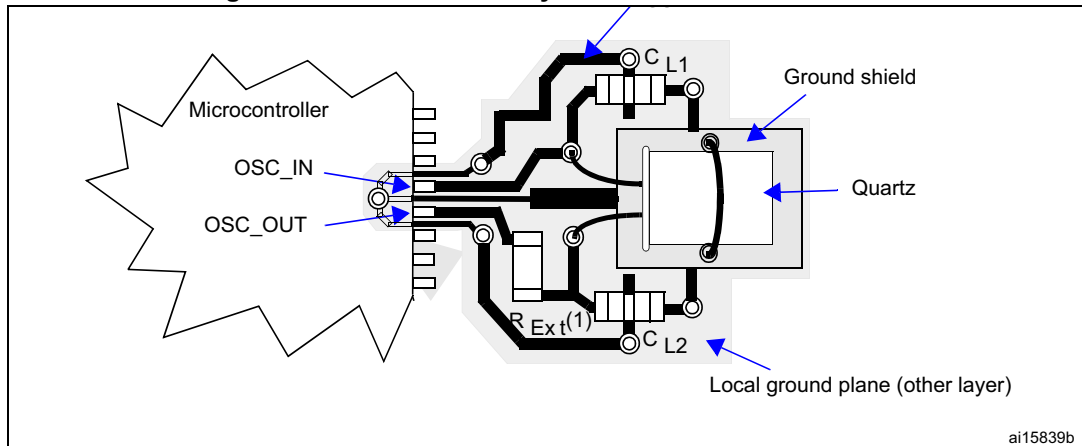 C L1
Ground shield
Microcontroller
OSC_IN
Quartz
OSC_OUT
R Ext(1)
C L2
Local ground plane (other layer)
ai15839b